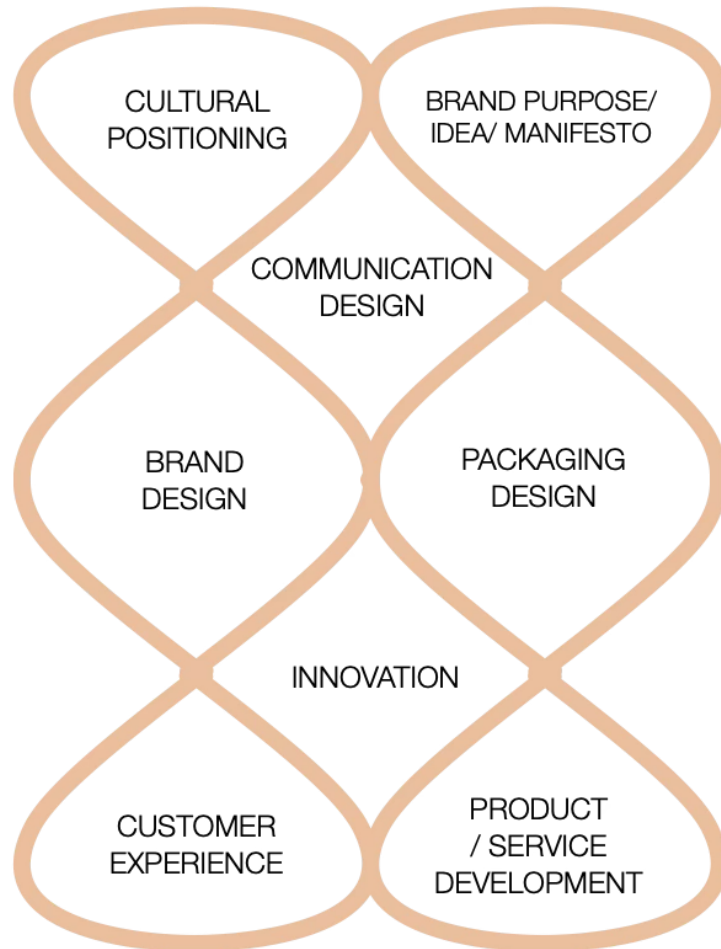 CULTURAL
POSITIONING
BRAND PURPOSE/
IDEA/ MANIFESTO
COMMUNICATION
DESIGN
BRAND
DESIGN
PACKAGING
DESIGN
INNOVATION
CUSTOMER
EXPERIENCE
PRODUCT
/ SERVICE
DEVELOPMENT